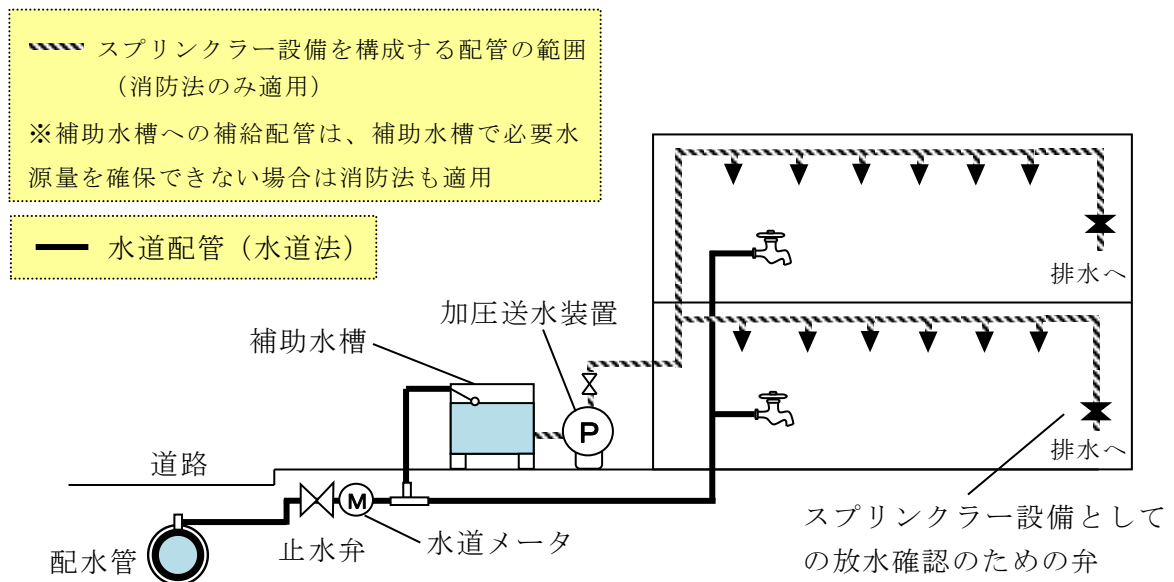 スプリンクラー設備を構成する配管の範囲
（消防法のみ適用）
※補助水槽への補給配管は、補助水槽で必要水
源量を確保できない場合は消防法も適用
水道配管（水道法）
排水へ
加圧送水装置
補助水槽
P
排水へ
道路
M
スプリンクラー設備として
の放水確認のための弁
配水管
止水弁
水道メータ